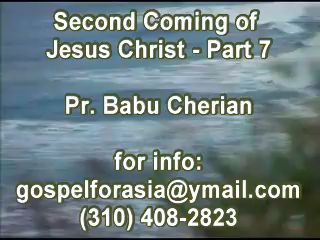 Second Coming of
Jesus Christ - Part 7
Pr. Babu Cherian
for info:
gospelforasia@ymail.com
(310) 408-2823